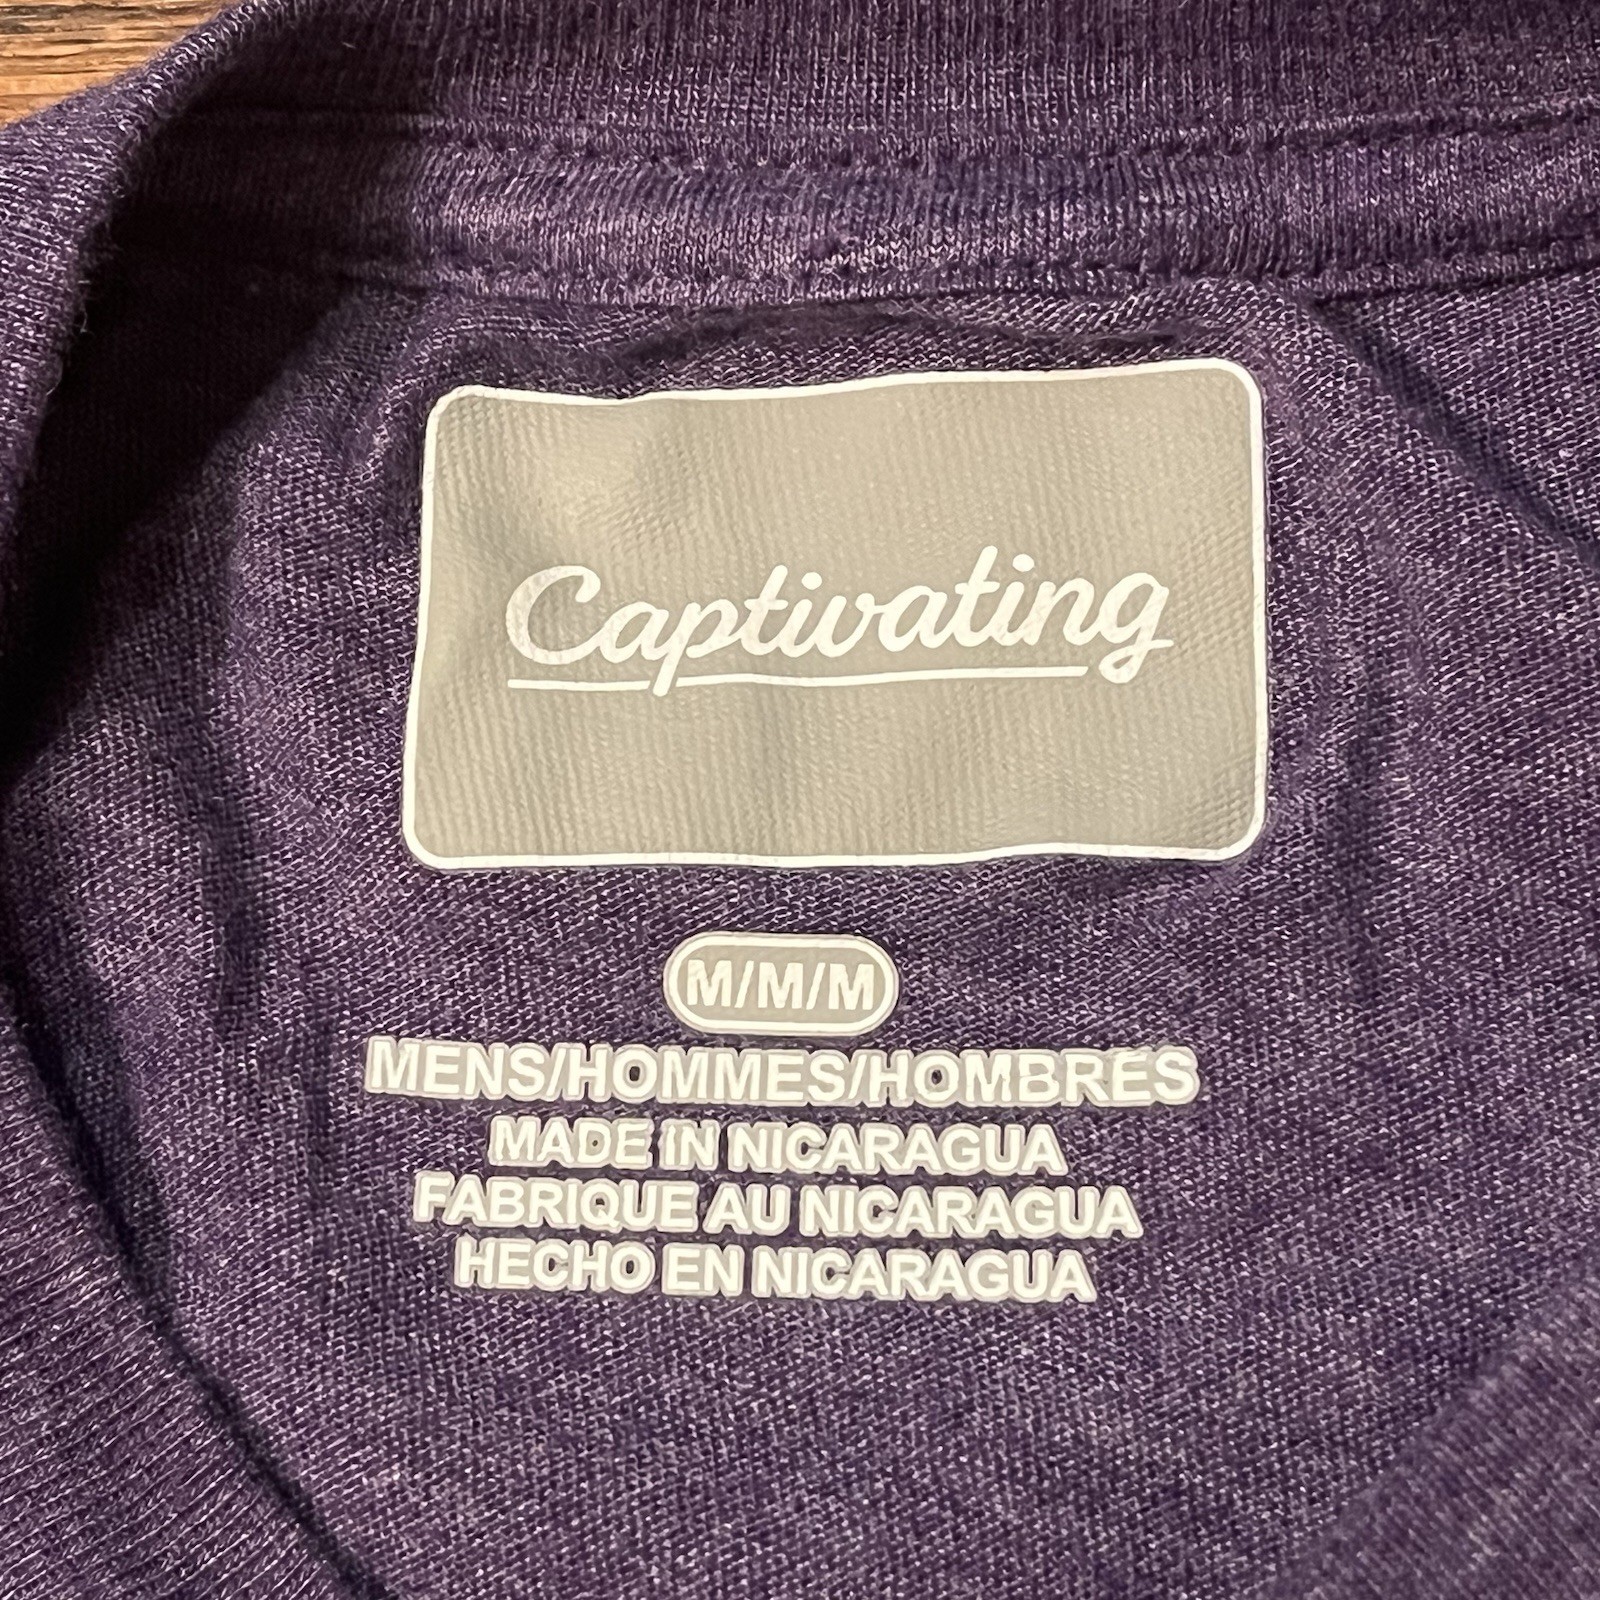 Captivating
M/M/M
MENS/HOMMES/HOMBRES
MADE IN NICARAGUA
FABRIQUE AU NICARAGUA
HECHO EN NICARAGUA